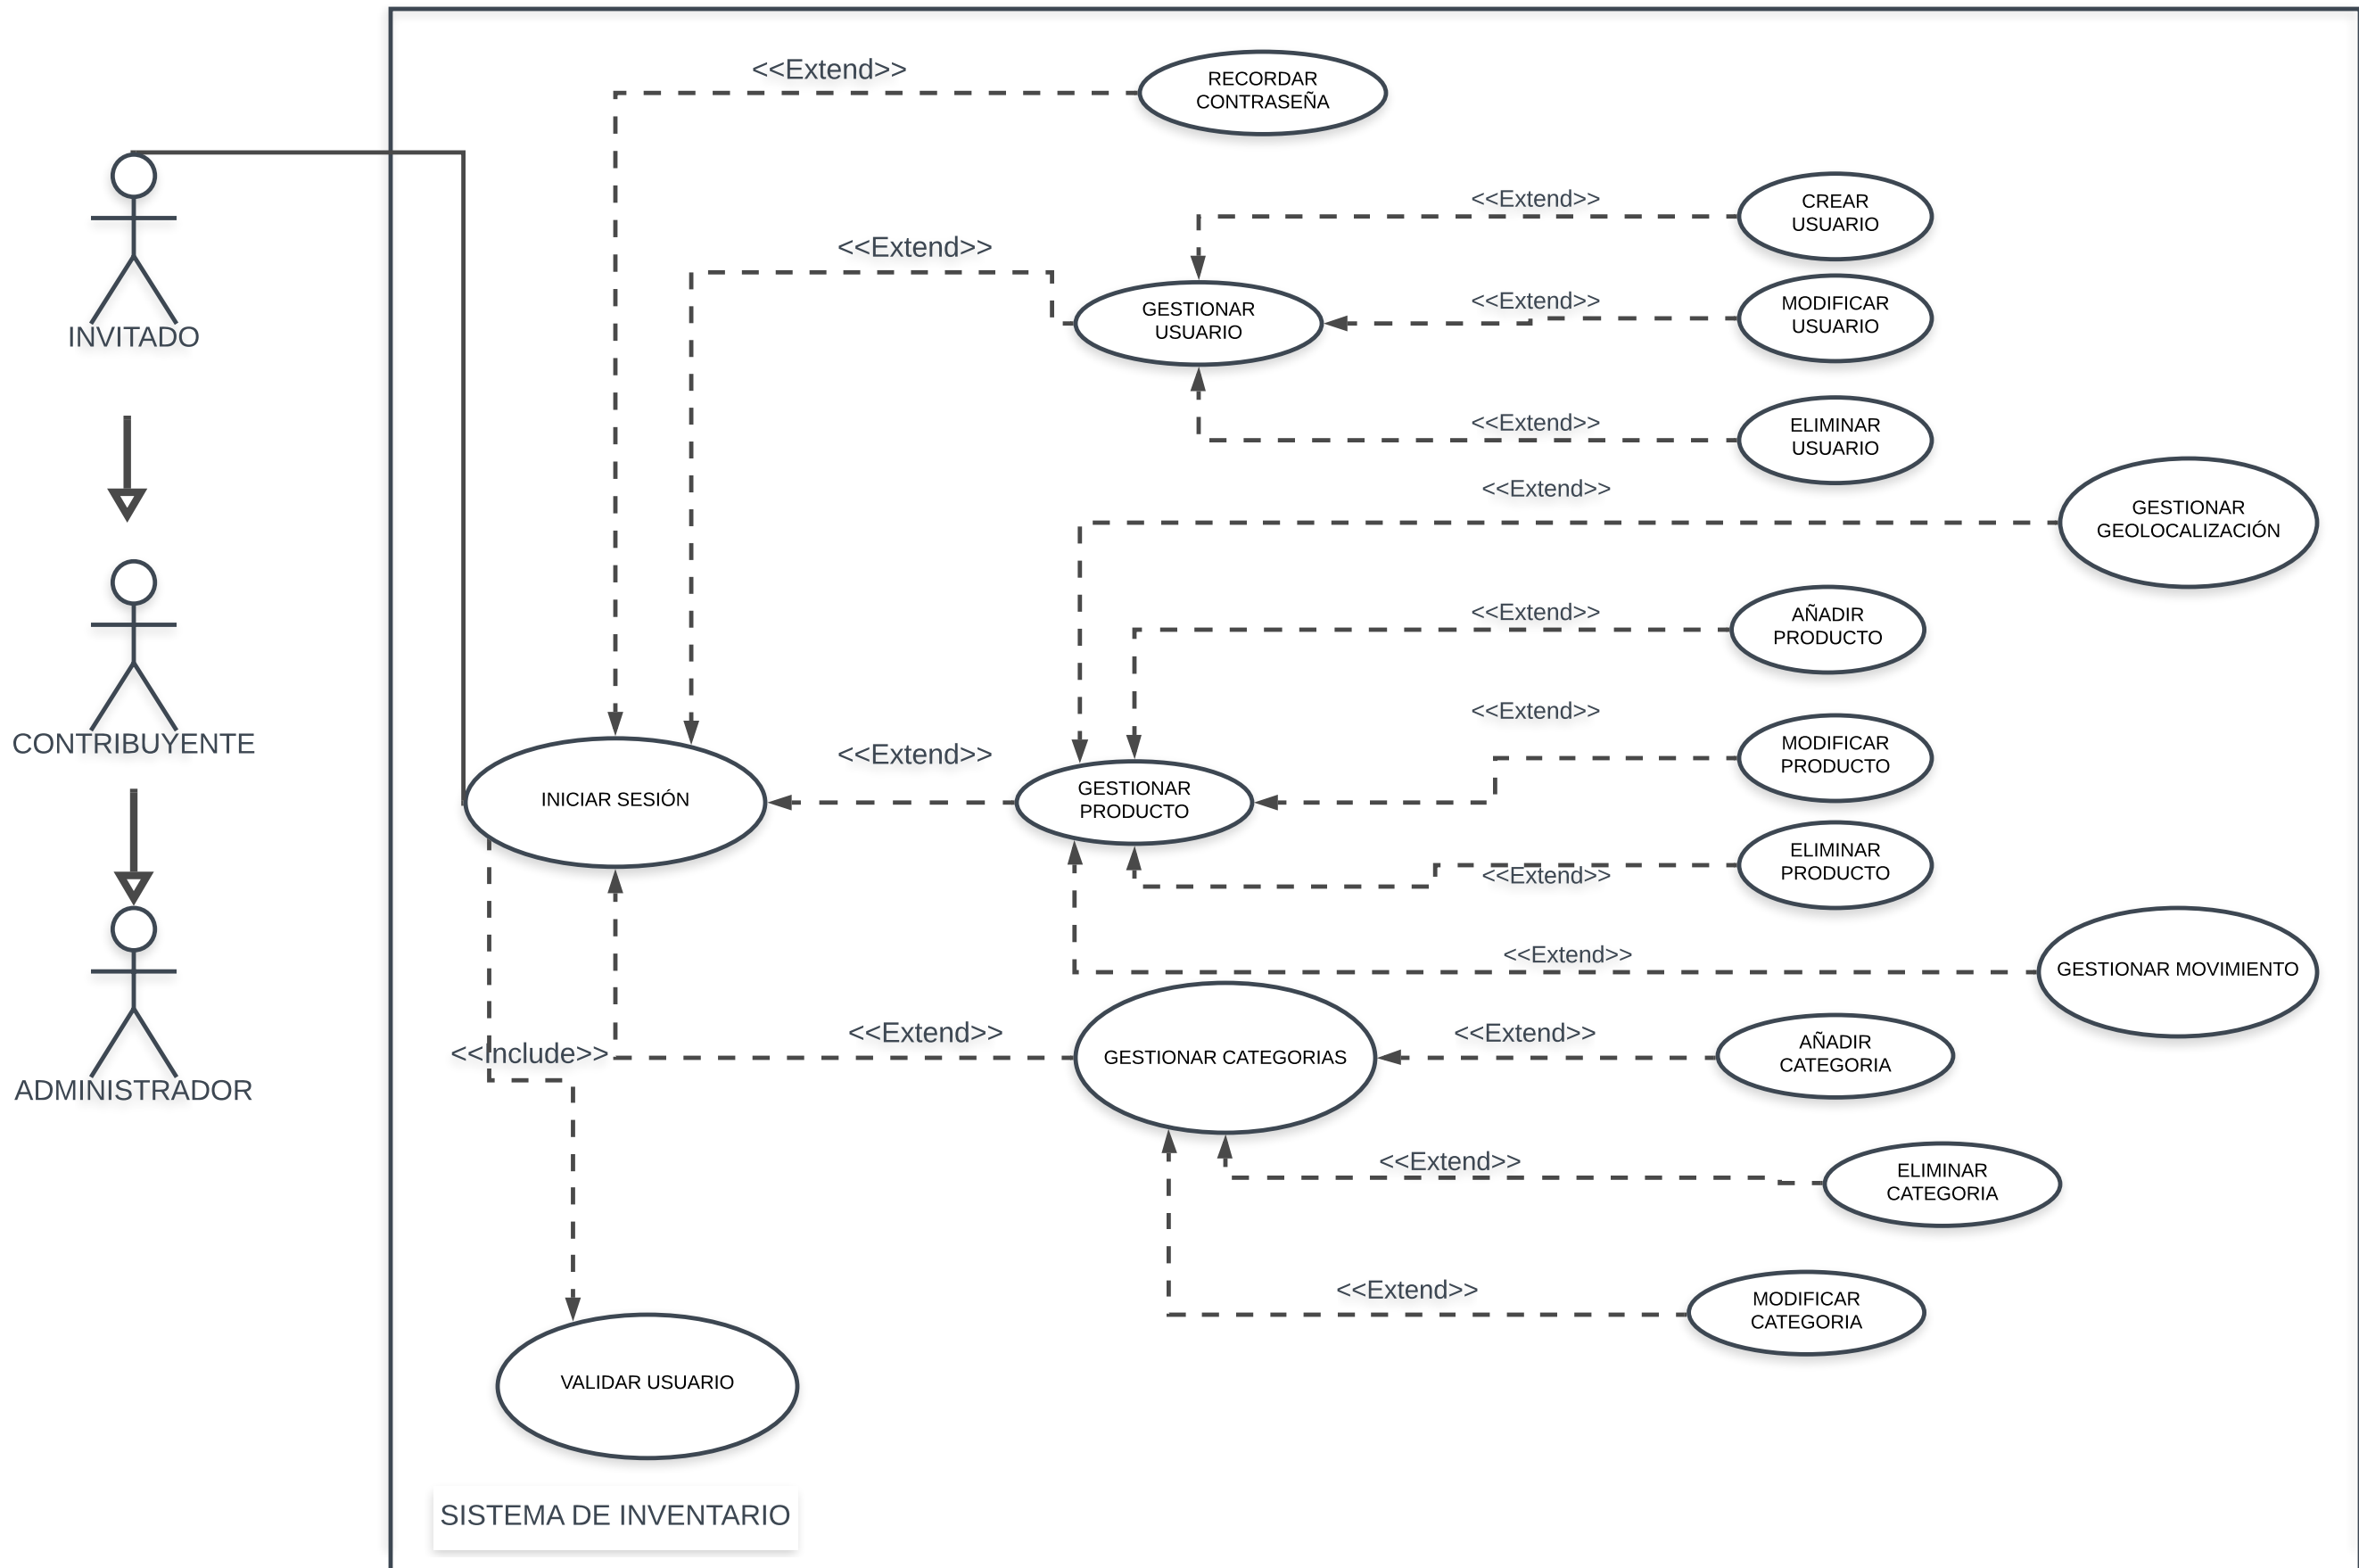 <<Extend>>
RECORDAR
CONTRASEÑA
<<Extend>>
CREAR
USUARIO
<<Extend>>
GESTIONAR
USUARIO
<<Extend>>
MODIFICAR
USUARIO
INVITADO
<<Extend>>
ELIMINAR
USUARIO
<<Extend>>
GESTIONAR
GEOLOCALIZACIÓN
<<Extend>>
AÑADIR
PRODUCTO
<<Extend>>
MODIFICAR
PRODUCTO
CONTRIBUYENTE
<<Extend>>
INICIAR SESIÓN
GESTIONAR
PRODUCTO
<<Extend>>
ELIMINAR
PRODUCTO
<<Extend>>
GESTIONAR MOVIMIENTO
<<Include>>
<<Extend>>
GESTIONAR CATEGORIAS
<<Extend>>
AÑADIR
CATEGORIA
ADMINISTRADOR
<<Extend>>
ELIMINAR
CATEGORIA
<<Extend>>
MODIFICAR
CATEGORIA
VALIDAR USUARIO
SISTEMA DE INVENTARIO